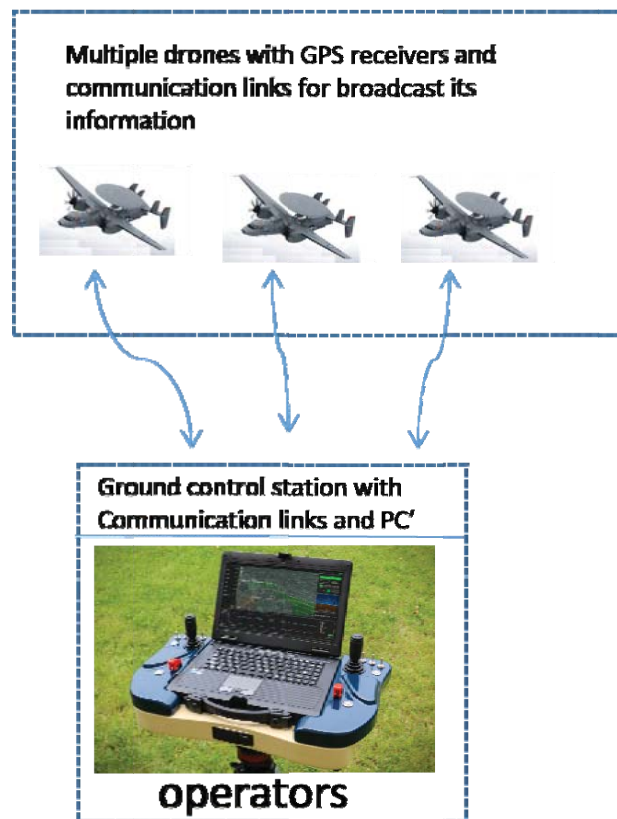 Multiple drones with GPS receivers and
communication links for broadcast its
information
Ground control station with
Communication links and PC'
operators